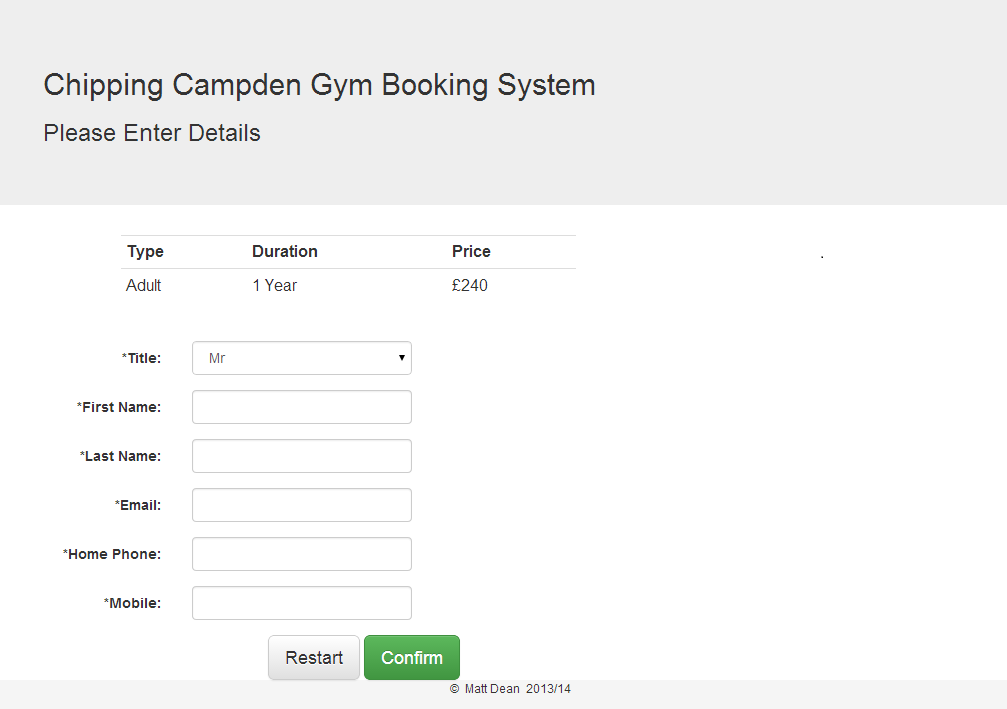 Chipping Campden Gym Booking System
Please Enter Details
Type Duration Price
.
Adult 1 Year £240
*Title: Mr
*First Name:
*Last Name:
*Email:
*Home Phone:
*Mobile:
Restart Confirm
© Matt Dean 2013/14